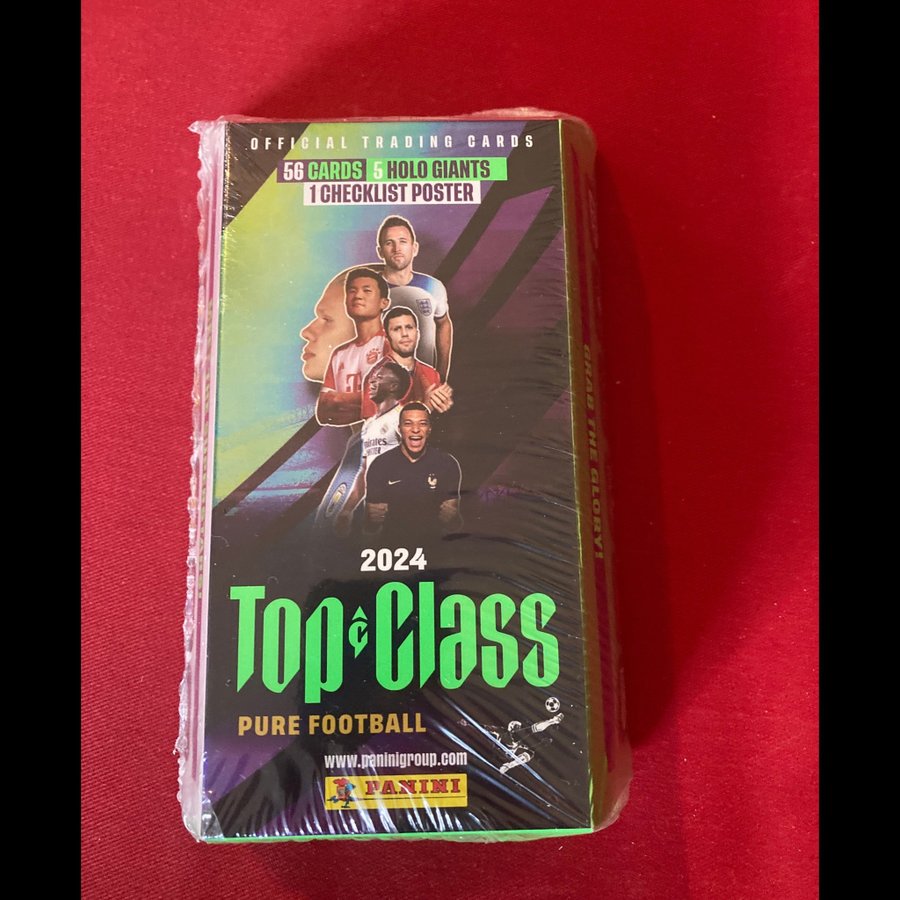 OFFICIAL TRADING CARDS
56 CARDS 5 HOLO GIANTS
1 CHECKLIST POSTER
2024
Top Class
PURE FOOTBALL
www.paninigroup.com
PANINI
GRAB THE GLORY!